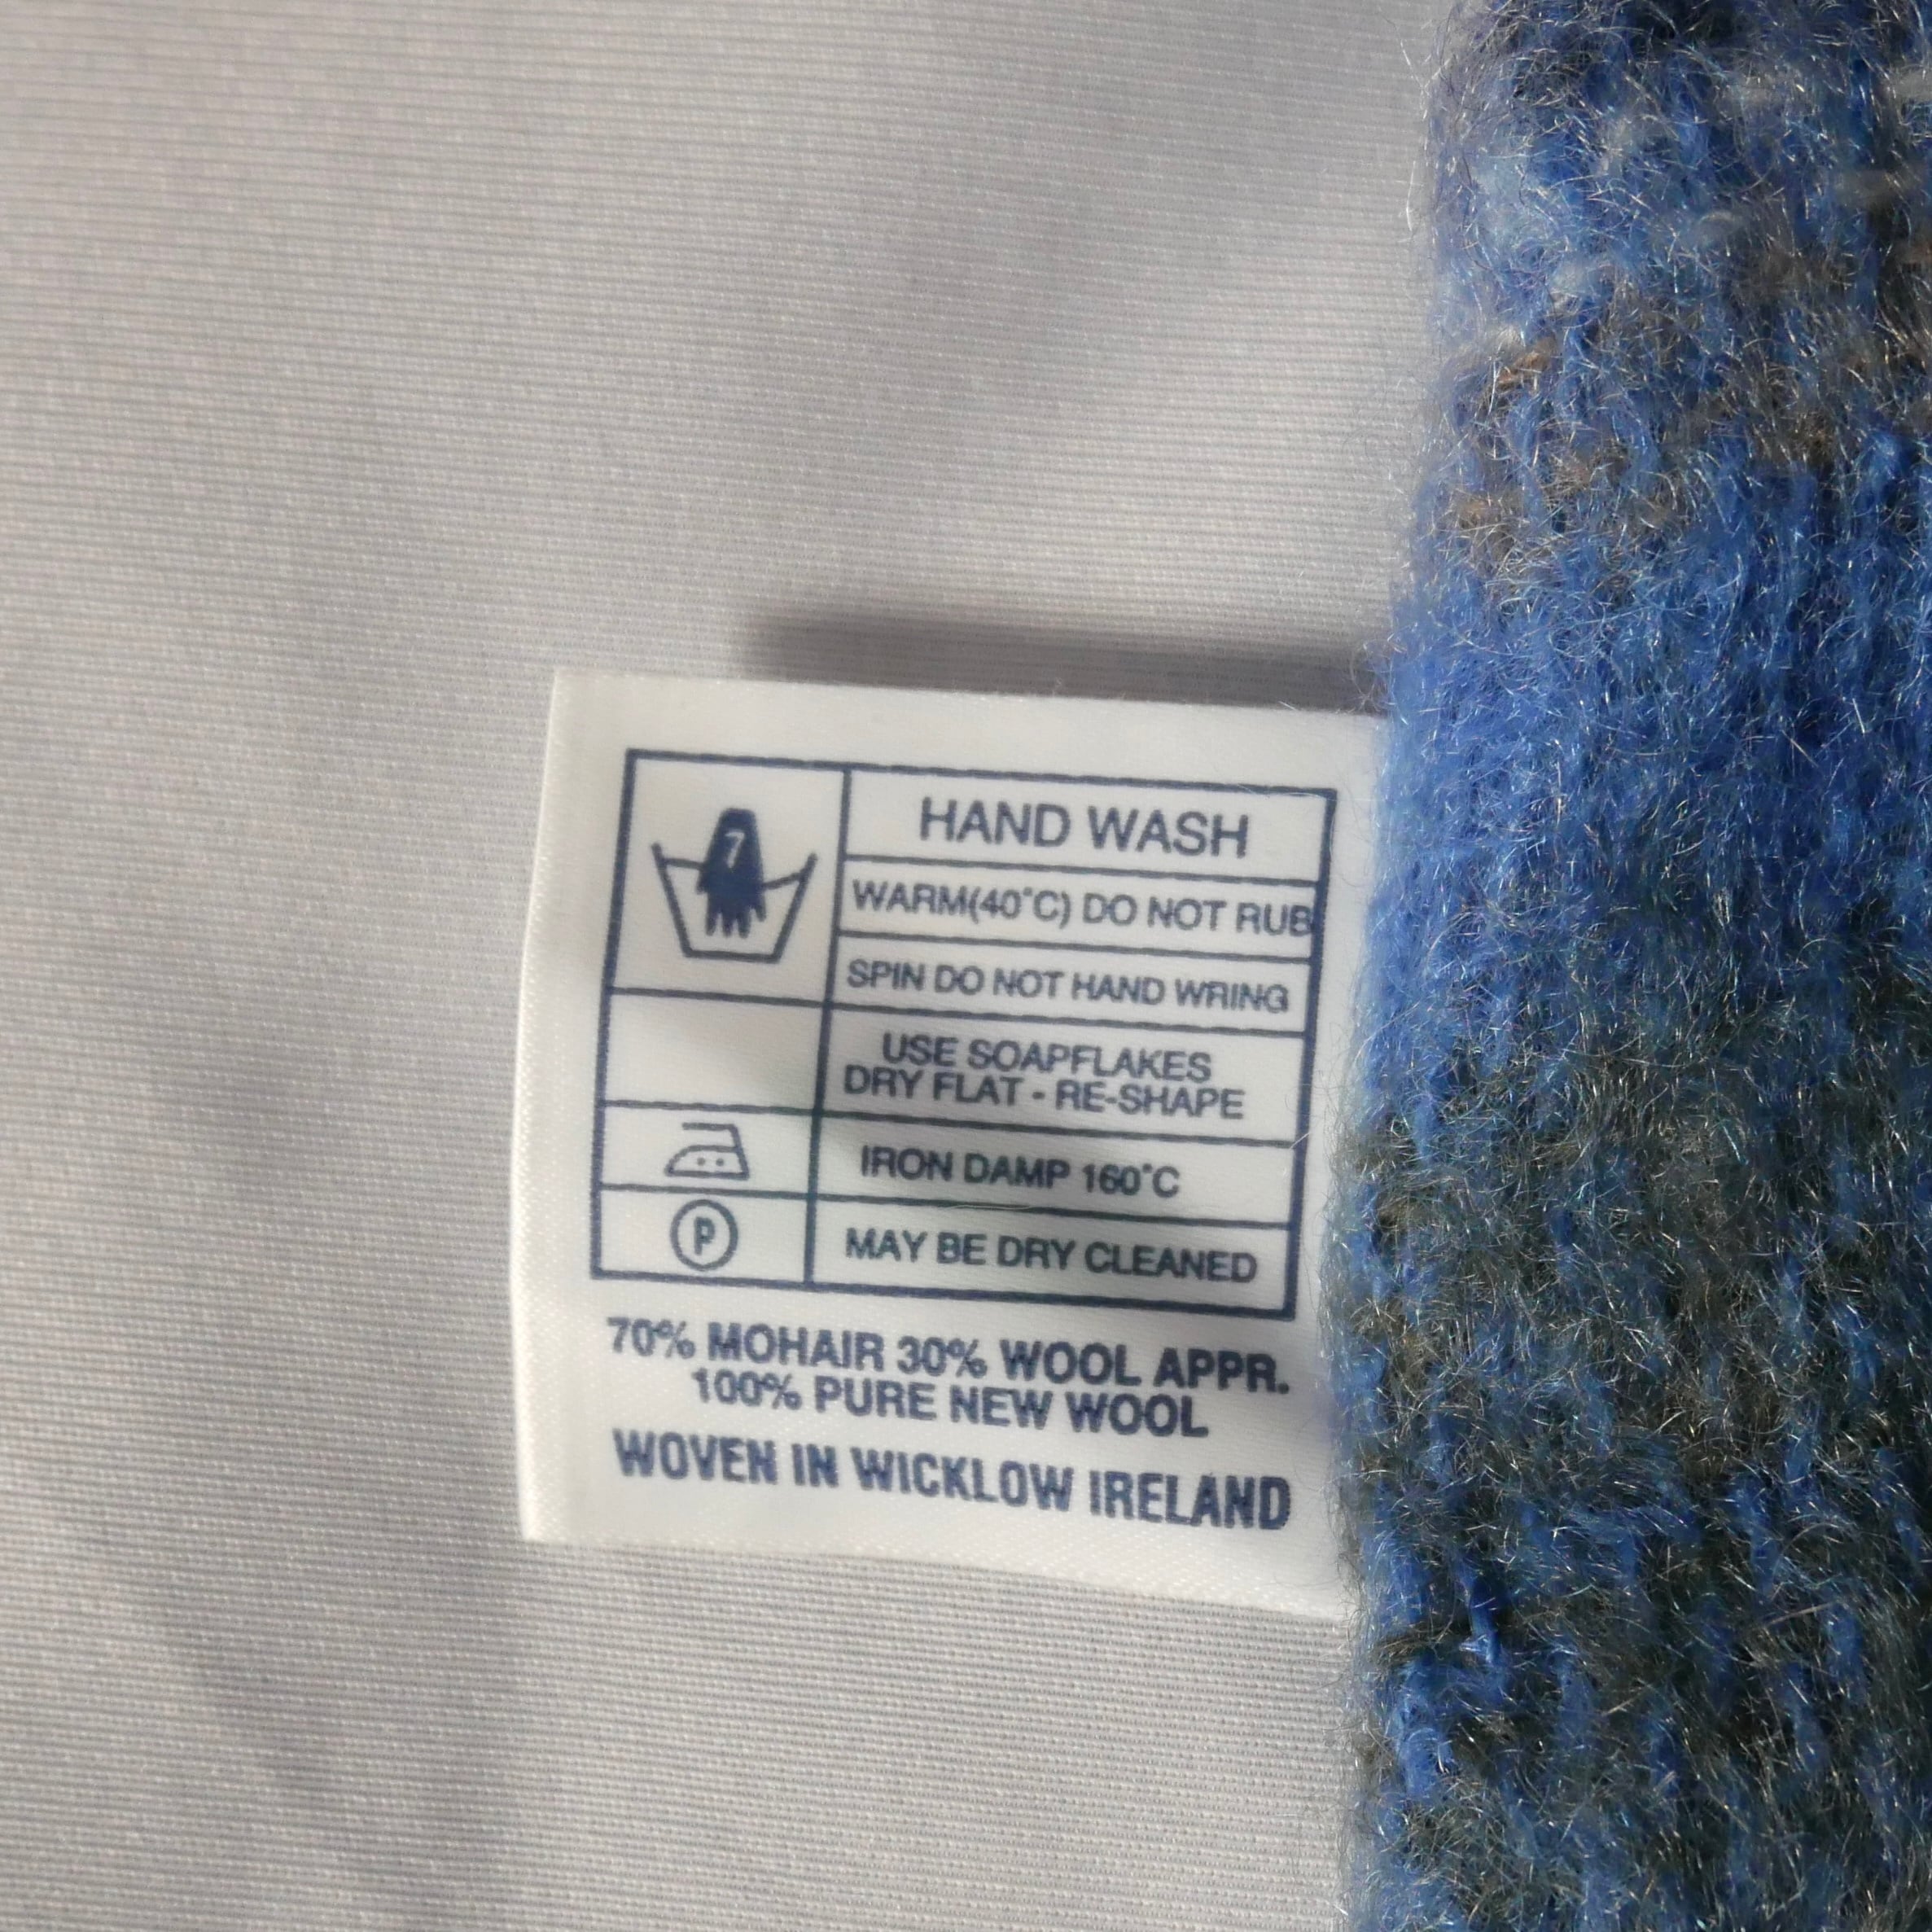 7
HAND WASH
WARM(40°C) DO NOT RUB
SPIN DO NOT HAND WRING
USE SOAPFLAKES
DRY FLAT - RE-SHAPE
IRON DAMP 160°C
P
MAY BE DRY CLEANED
70% MOHAIR 30% WOOL APPR.
100% PURE NEW WOOL
WOVEN IN WICKLOW IRELAND